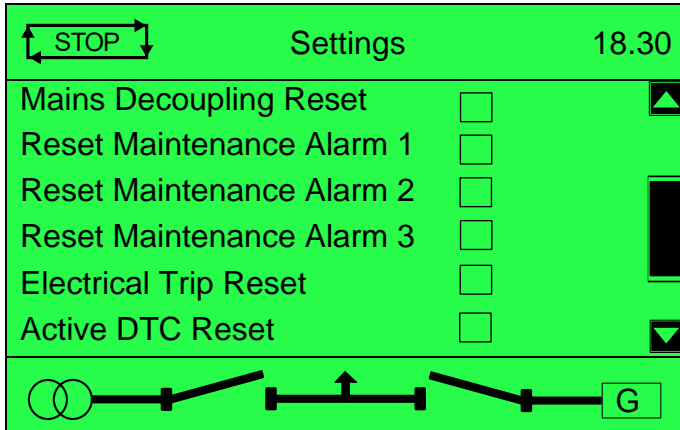 STOP Settings 18.30
Mains Decoupling Reset
Reset Maintenance Alarm 1
Reset Maintenance Alarm 2
Reset Maintenance Alarm 3
Electrical Trip Reset
Active DTC Reset
G